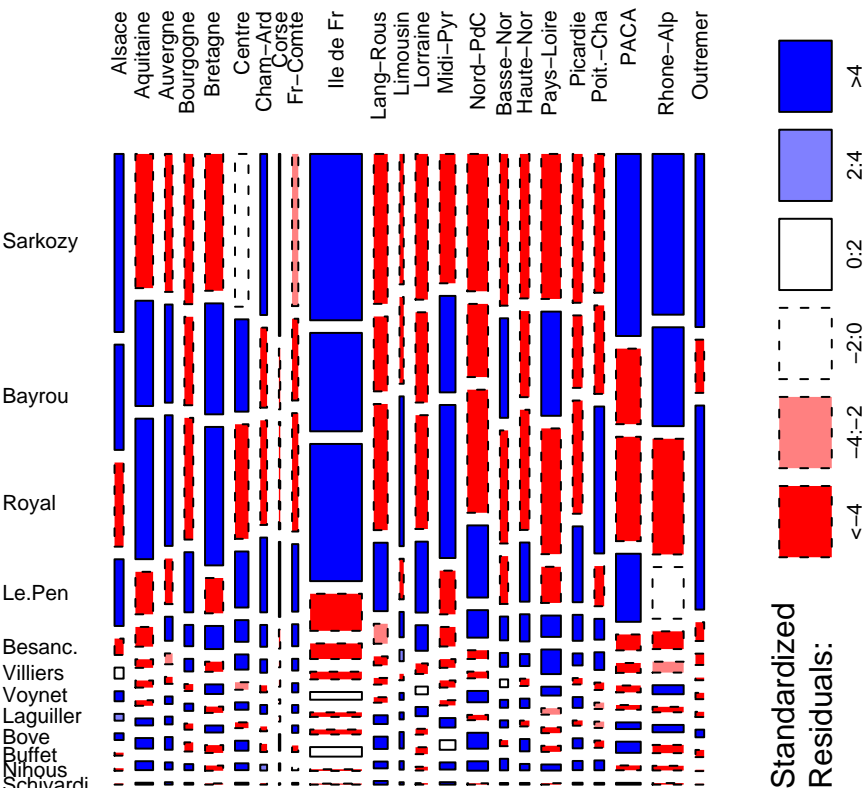 Alsace
Aquitaine
Auvergne
Bourgogne
Bretagne
Centre
Cham−Ard
Corse
Fr−Comte
Ile de Fr
Lang−Rous
Limousin
Lorraine
Midi−Pyr
Nord−PdC
Basse−Nor
Haute−Nor
Pays−Loire
Picardie
Poit.−Cha
PACA
Rhone−Alp
Outremer
Sarkozy
Bayrou
Royal
Le.Pen
Besanc.
Villiers
Voynet
Laguiller
Bove
Buffet
Nihous
Schivardi
Standardized
Residuals:
<−4
−4:−2
−2:0
0:2
2:4
>4